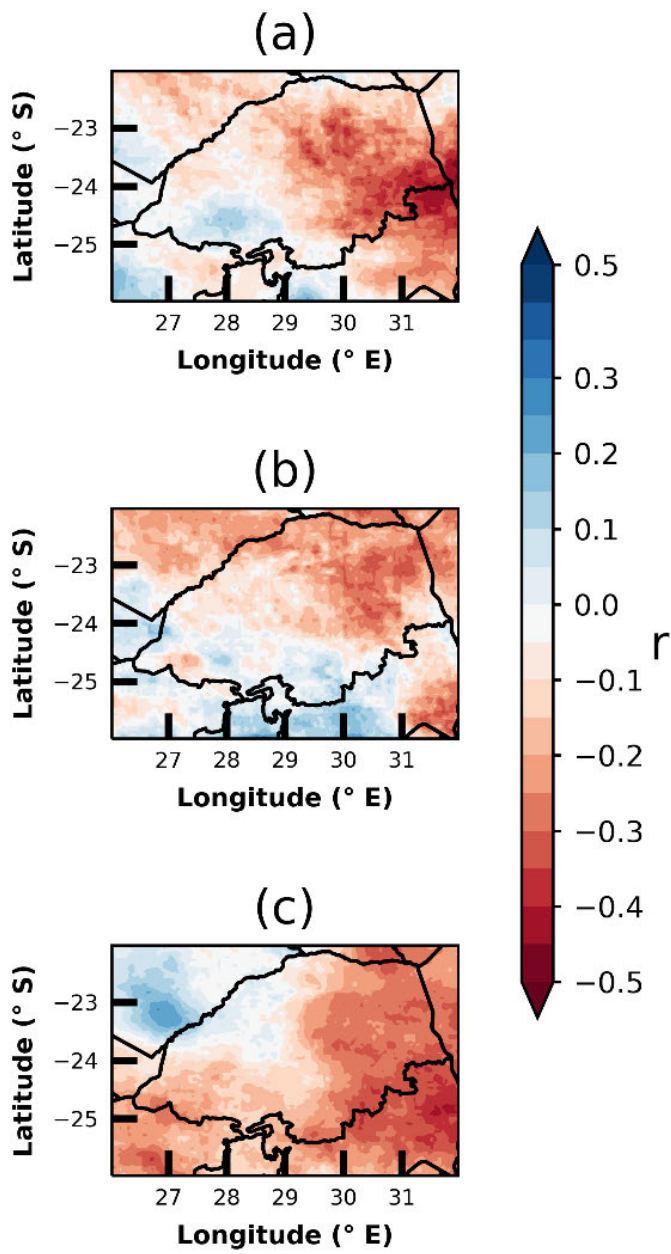 (a)
Latitude (° S)
−23
−24
−25
27 28 29 30 31
Longitude (° E)
(b)
Latitude (° S)
−23
−24
−25
27 28 29 30 31
Longitude (° E)
(c)
Latitude (° S)
−23
−24
−25
27 28 29 30 31
Longitude (° E)
0.5
0.3
0.2
0.1
0.0
−0.1
−0.2
−0.3
−0.4
−0.5
r